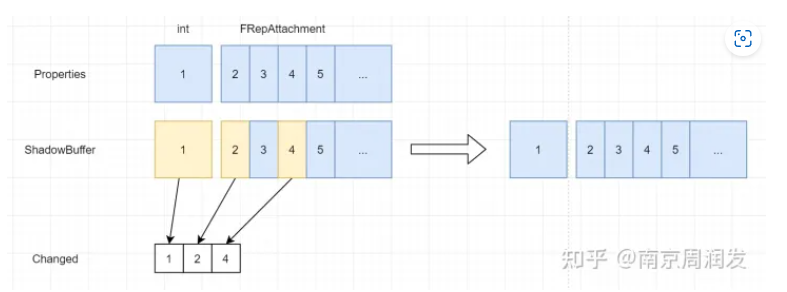 int FRepAttachment
Properties 1 2 3 4 5 ...
ShadowBuffer 1 2 3 4 5 ... 1 2 3 4 5 ...
Changed 1 2 4
知乎 @南京周润发